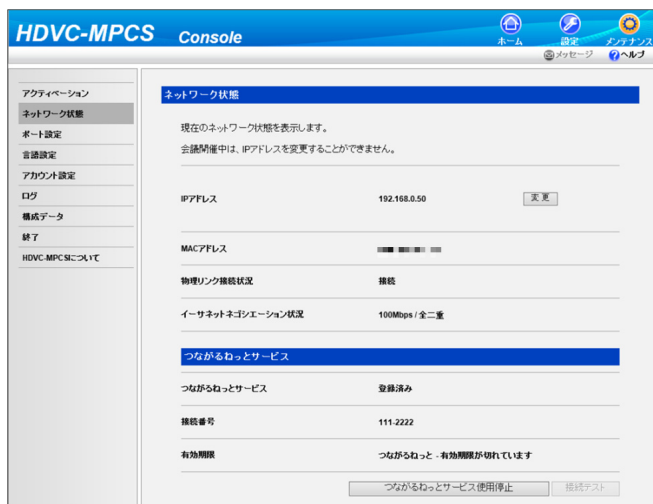 HDVC-MPCS Console
ホーム 設定 メンテナンス
メッセージ ?ヘルプ
アクティベーション
ネットワーク状態
ポート設定
言語設定
アカウント設定
ログ
構成データ
終了
HDVC-MPCSについて
ネットワーク状態
現在のネットワーク状態を表示します。
会議開催中は、IPアドレスを変更することができません。
IPアドレス 192.168.0.50 変更
MACアドレス
物理リンク接続状況 接続
イーサネットネゴシエーション状況 100Mbps / 全二重
つながるねっとサービス
つながるねっとサービス 登録済み
接続番号 111-2222
有効期限 つながるねっと - 有効期限が切れています
つながるねっとサービス使用停止 接続テスト